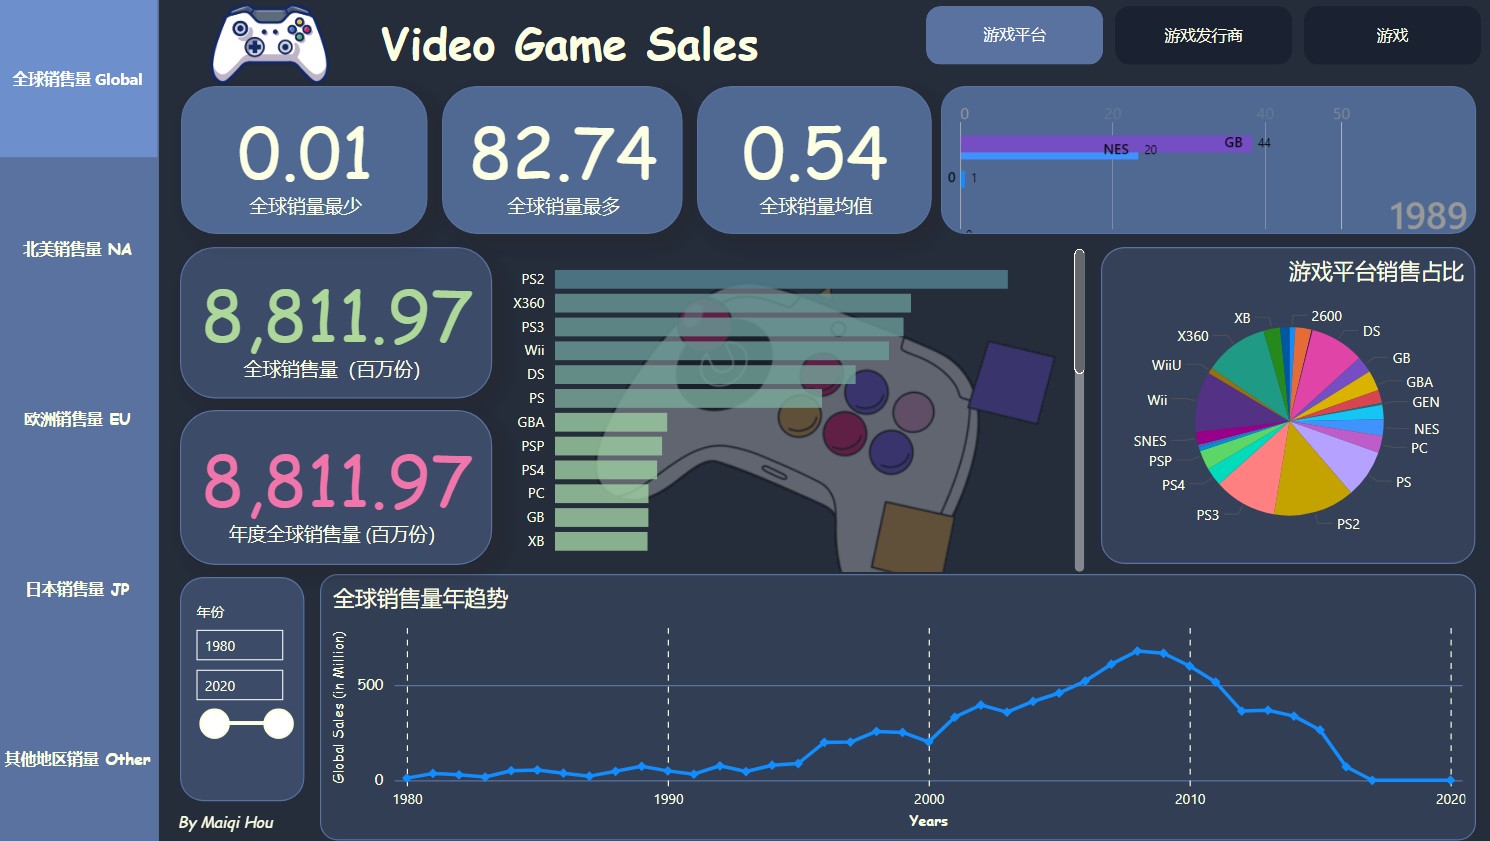 全球销售量 Global
北美销售量 NA
欧洲销售量 EU
日本销售量 JP
其他地区销量 Other
Video Game Sales
游戏平台
游戏发行商
游戏
0.01
全球销量最少
82.74
全球销量最多
0.54
全球销量均值
0 20 40 50
GB 44
NES 20
0 1
1989
8,811.97
全球销售量（百万份）
8,811.97
年度全球销售量 (百万份)
PS2
X360
PS3
Wii
DS
PS
GBA
PSP
PS4
PC
GB
XB
游戏平台销售占比
2600
DS
GB
GBA
GEN
NES
PC
PS
PS2
PS3
PS4
PSP
SNES
Wii
WiiU
X360
XB
年份
1980
2020
By Maiqi Hou
全球销售量年趋势
Global Sales (in Million)
500
0
1980 1990 2000 2010 2020
Years